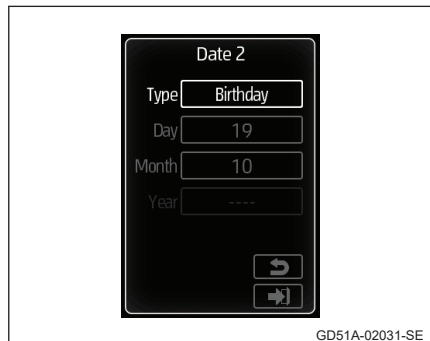 Date 2
Type Birthday
Day 19
Month 10
Year ----
GD51A-02031-SE